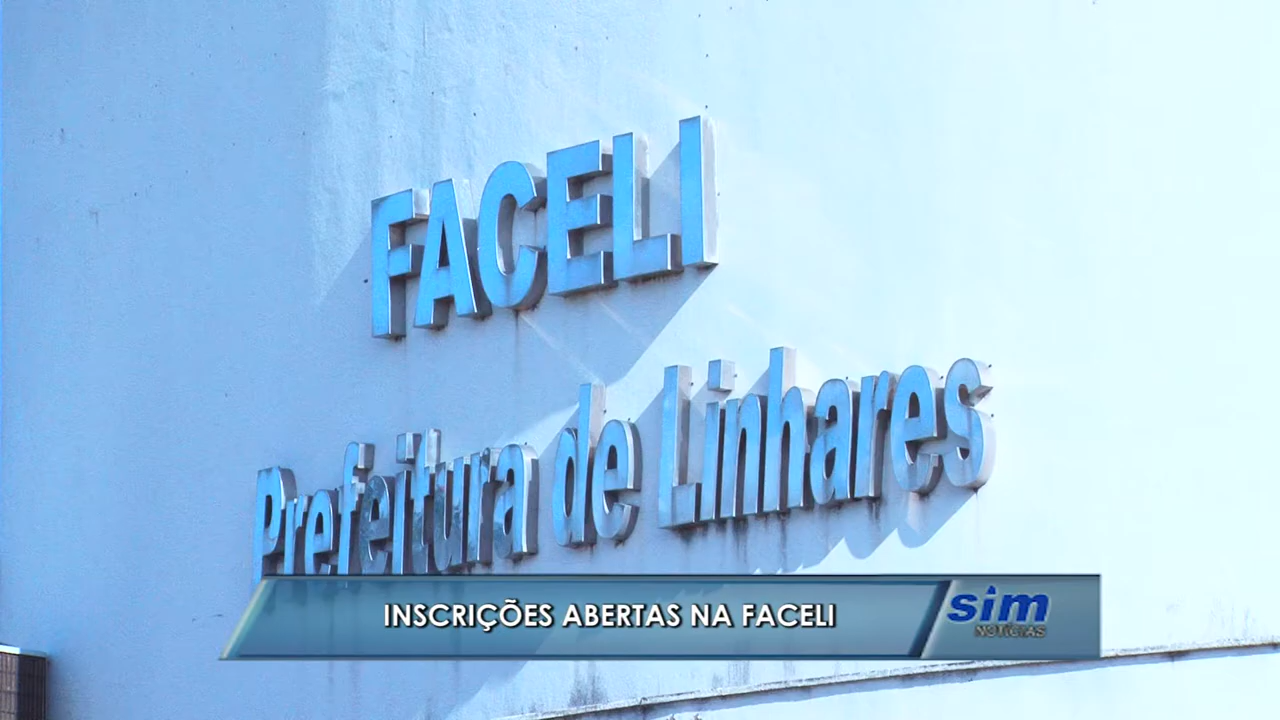 FACELI
Prefeitura de Linhares
INSCRIÇÕES ABERTAS NA FACELI
sim
NOTÍCIAS